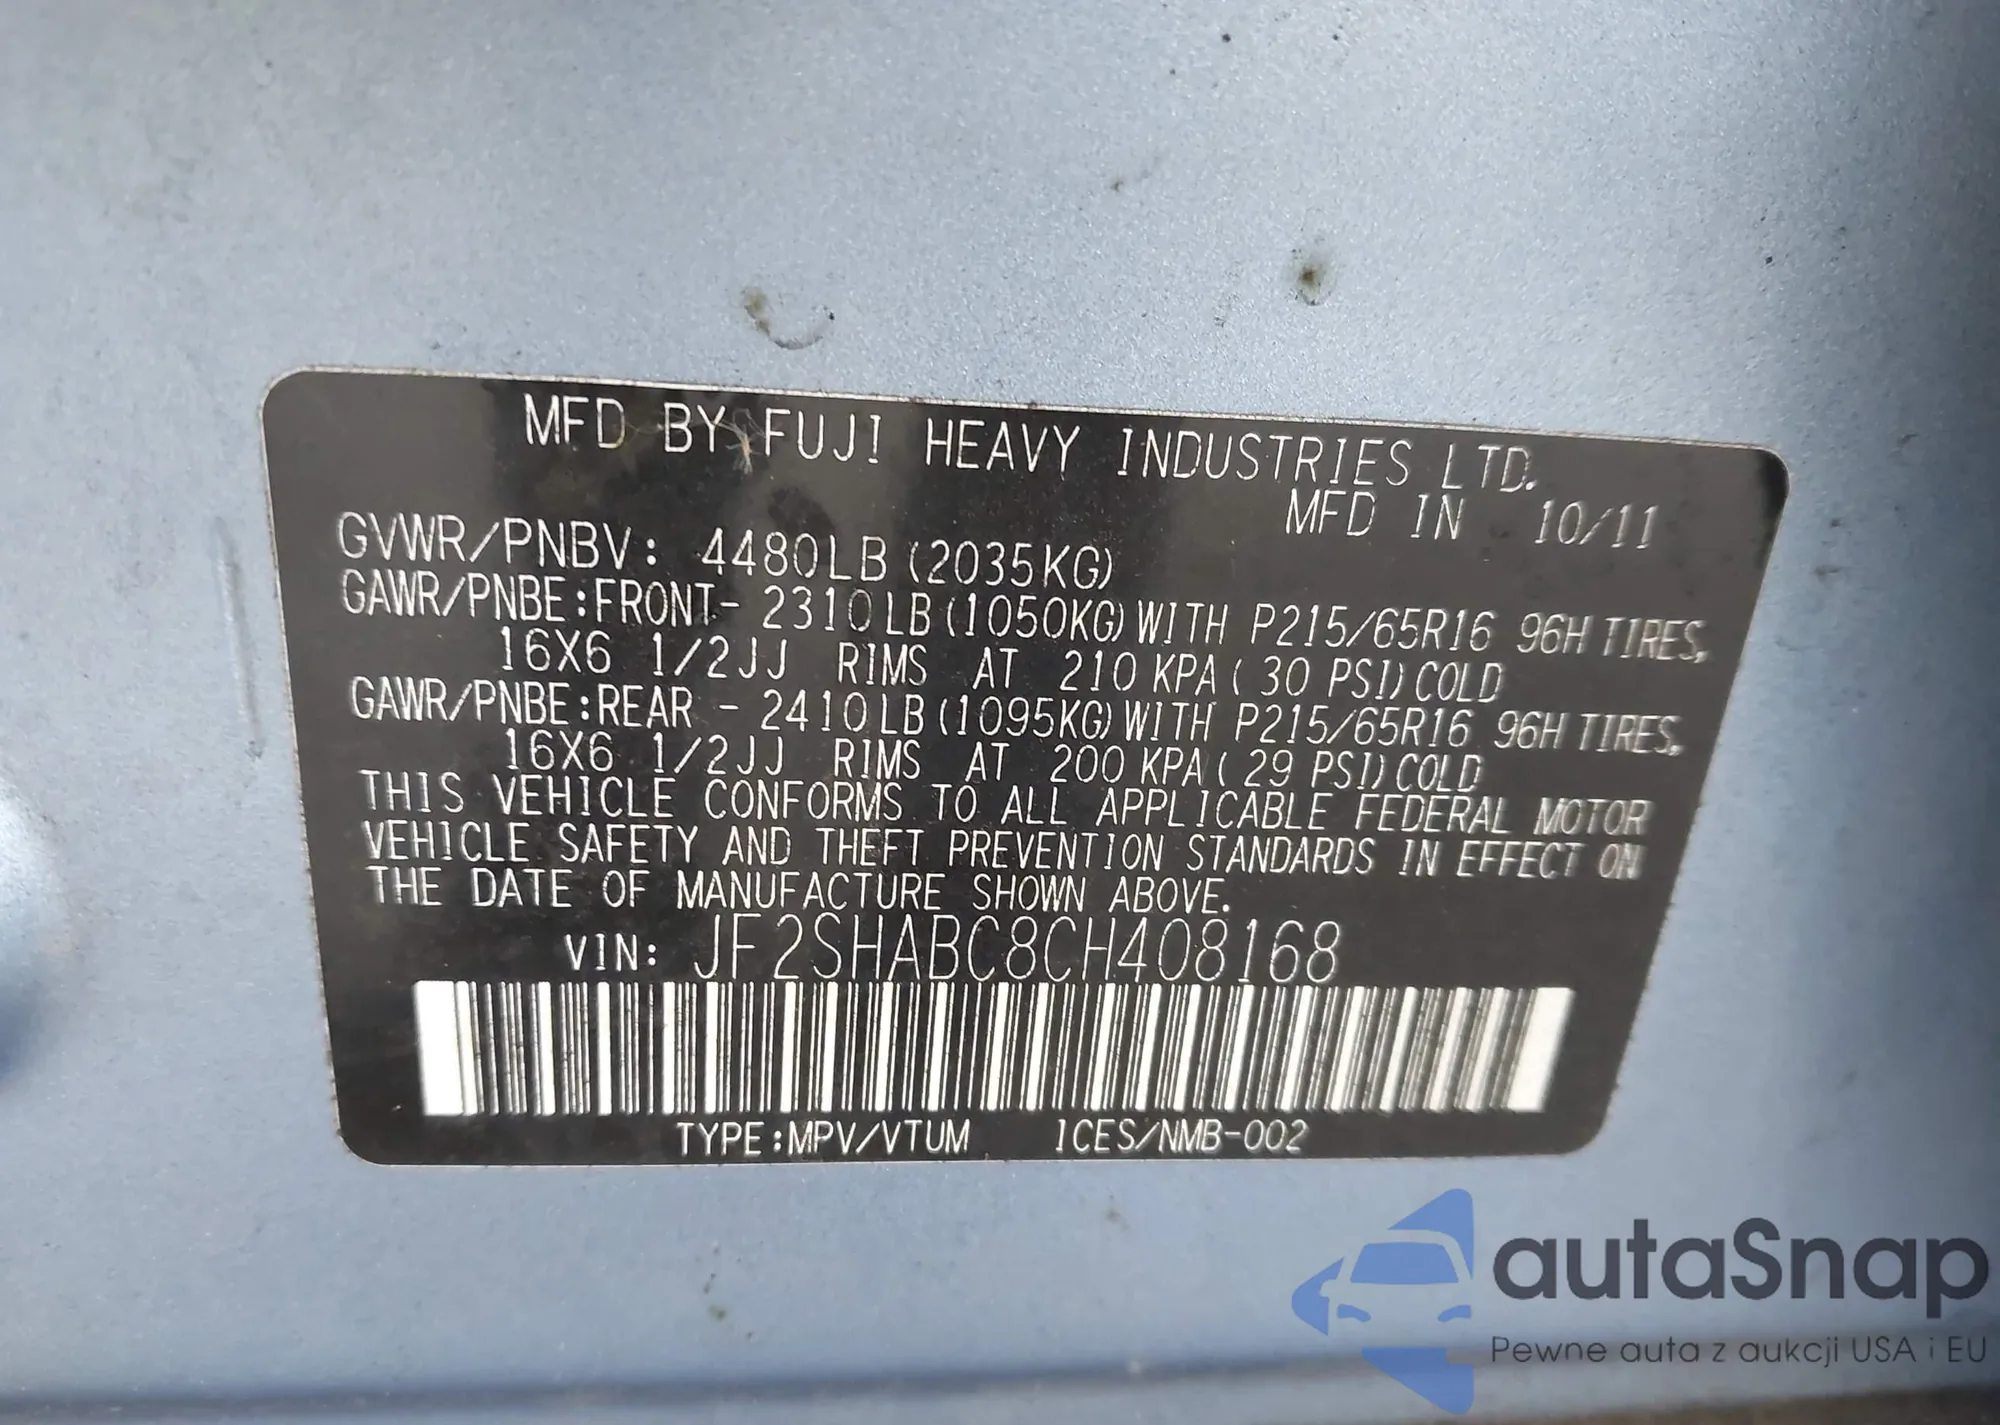 MFD BY FUJI HEAVY INDUSTRIES LTD.
MFD IN 10/11
GVWR/PNBV: 4480LB (2035KG)
GAWR/PNBE:FRONT- 2310LB(1050KG)WITH P215/65R16 96H TIRES,
16X6 1/2JJ RIMS AT 210 KPA( 30 PSI)COLD
GAWR/PNBE:REAR - 2410LB(1095KG)WITH P215/65R16 96H TIRES,
16X6 1/2JJ RIMS AT 200 KPA( 29 PSI)COLD
THIS VEHICLE CONFORMS TO ALL APPLICABLE FEDERAL MOTOR
VEHICLE SAFETY AND THEFT PREVENTION STANDARDS IN EFFECT ON
THE DATE OF MANUFACTURE SHOWN ABOVE.
VIN: JF2SHABC8CH408168
TYPE:MPV/VTUM ICES/NMB-002
autaSnap
Pewne auta z aukcji USA i EU